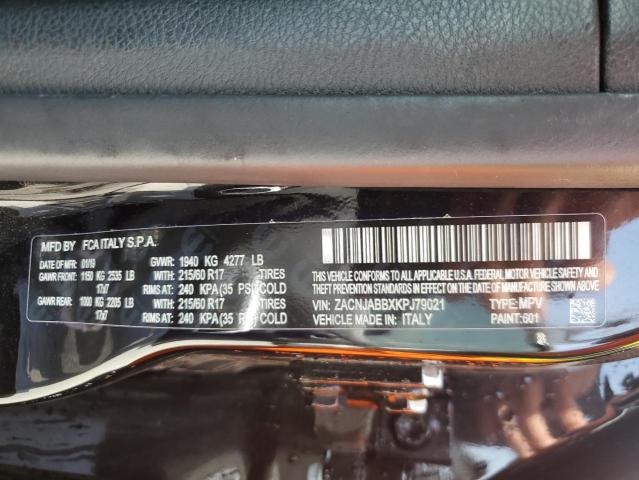 MFD BY FCA ITALY S.P.A.
DATE OF MFD: 01/19 GVWR: 1940 KG 4277 LB
GAWR FRONT: 1150 KG 2535 LB WITH: 215/60 R17 TIRES
17x7 RIMS AT: 240 KPA(35 PSI)COLD
GAWR REAR: 1000 KG 2205 LB WITH: 215/60 R17 TIRES
17x7 RIMS AT: 240 KPA(35 PSI)COLD
THIS VEHICLE CONFORMS TO ALL APPLICABLE FEDERAL MOTOR VEHICLE SAFETY, BUMPER, AND
THEFT PREVENTION STANDARDS IN EFFECT ON THE DATE OF MANUFACTURE SHOWN ABOVE.
VIN: ZACNJABBXKPJ79021 TYPE: MPV
VEHICLE MADE IN: ITALY PAINT: 601